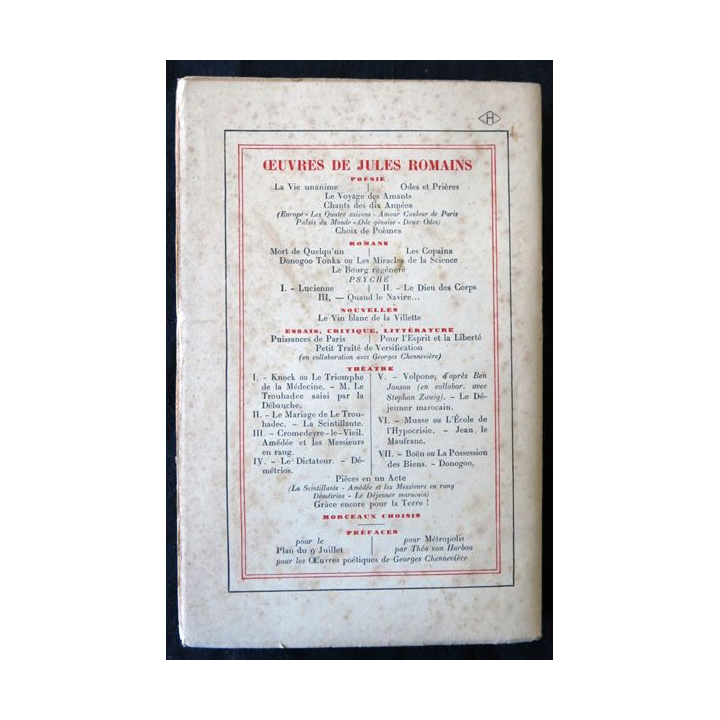 H
ŒUVRES DE JULES ROMAINS
POÉSIE
La Vie unanime | Odes et Prières
Le Voyage des Amants
Chants des dix Années
(Europe - Les Quatre saisons - Amour Couleur de Paris
Palais du Monde - Ode génoise - Deux Odes)
Choix de Poèmes
ROMANS
Mort de Quelqu'un | Les Copains
Donogoo Tonka ou Les Miracles de la Science
Le Bourg régénéré
PSYCHÉ
I. - Lucienne | II. - Le Dieu des Corps
III. — Quand le Navire...
NOUVELLES
Le Vin blanc de la Villette
ESSAIS, CRITIQUE, LITTÉRATURE
Puissances de Paris | Pour l'Esprit et la Liberté
Petit Traité de Versification
(en collaboration avec Georges Chennevière)
THÉATRE
I. - Knock ou Le Triomphe
de la Médecine. - M. Le
Trouhadec saisi par la
Débauche.
II. - Le Mariage de Le Trou-
hadec. - La Scintillante.
III. - Cromedeyre-le-Vieil.
Amédée et les Messieurs
en rang.
IV. - Le Dictateur. - Dé-
métrios.
V. - Volpone, d'après Ben
Jonson (en collabor. avec
Stephan Zweig). - Le Dé-
jeuner marocain.
VI. - Musse ou L'École de
l'Hypocrisie. - Jean le
Maufranc.
VII. - Boën ou La Possession
des Biens. - Donogoo.
Pièces en un Acte
(La Scintillante - Amédée et les Messieurs en rang
Démétrios - Le Déjeuner marocain)
Grâce encore pour la Terre !
MORCEAUX CHOISIS
PRÉFACES
pour le | pour Métropolis
Plan du 9 Juillet | par Théa von Harbou
pour les Œuvres poétiques de Georges Chennevière